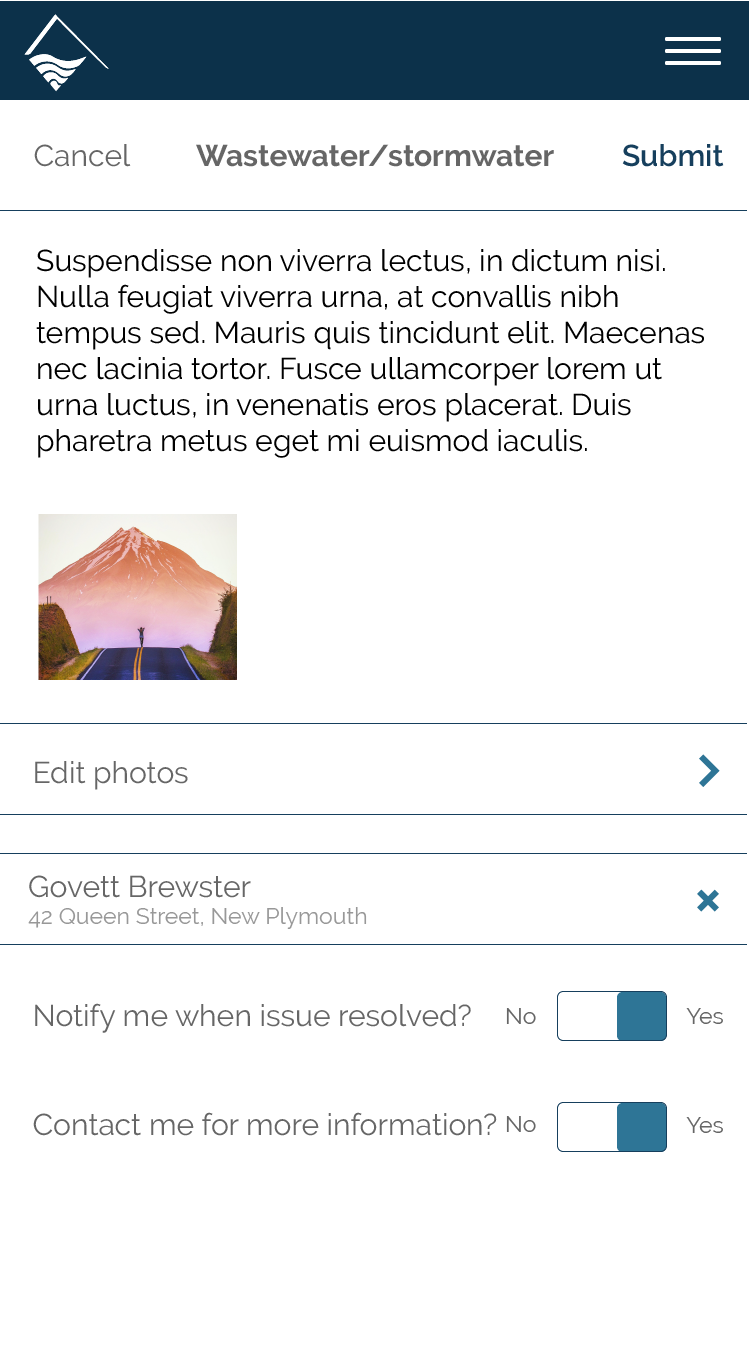 Cancel Wastewater/stormwater Submit
Suspendisse non viverra lectus, in dictum nisi.
Nulla feugiat viverra urna, at convallis nibh
tempus sed. Mauris quis tincidunt elit. Maecenas
nec lacinia tortor. Fusce ullamcorper lorem ut
urna luctus, in venenatis eros placerat. Duis
pharetra metus eget mi euismod iaculis.
Edit photos
Govett Brewster
42 Queen Street, New Plymouth
Notify me when issue resolved? No Yes
Contact me for more information? No Yes